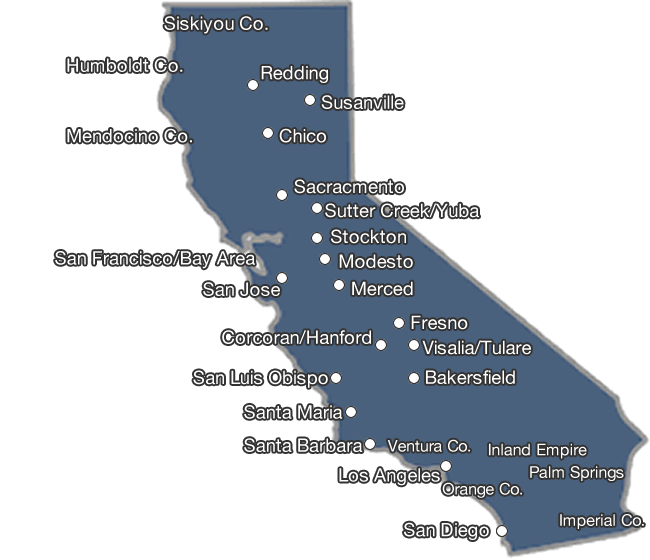 Siskiyou Co.
Humboldt Co.
Redding
Susanville
Mendocino Co.
Chico
Sacracmento
Sutter Creek/Yuba
Stockton
San Francisco/Bay Area
Modesto
San Jose
Merced
Fresno
Corcoran/Hanford
Visalia/Tulare
San Luis Obispo
Bakersfield
Santa Maria
Santa Barbara
Ventura Co.
Inland Empire
Los Angeles
Palm Springs
Orange Co.
Imperial Co.
San Diego